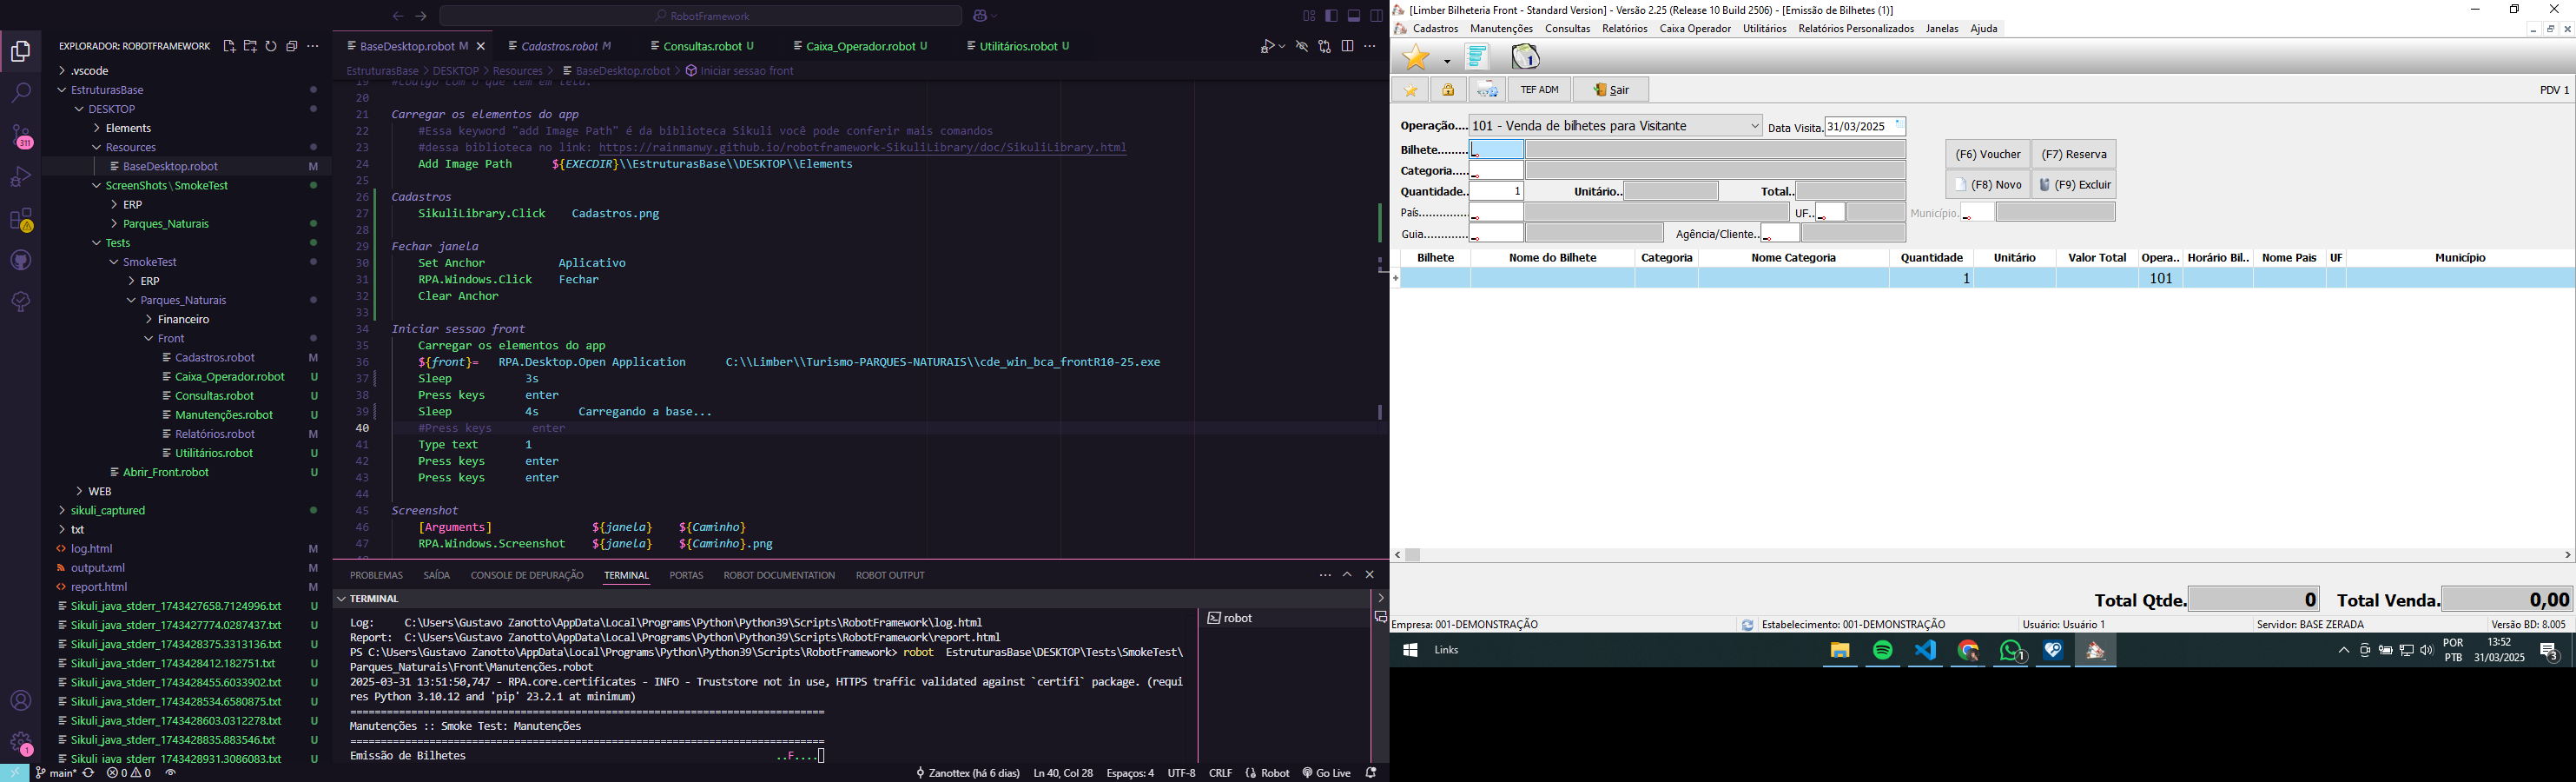 RobotFramework
EXPLORADOR: ROBOTFRAMEWORK
.vscode
EstruturasBase
DESKTOP
Elements
Resources
BaseDesktop.robot M
ScreenShots\SmokeTest
ERP
Parques_Naturais
Tests
SmokeTest
ERP
Parques_Naturais
Financeiro
Front
Cadastros.robot M
Caixa_Operador.robot U
Consultas.robot U
Manutenções.robot U
Relatórios.robot M
Utilitários.robot U
Abrir_Front.robot U
WEB
sikuli_captured
txt
log.html M
output.xml M
report.html M
Sikuli_java_stderr_1743427658.7124996.txt U
Sikuli_java_stderr_1743427774.0287437.txt U
Sikuli_java_stderr_1743428375.3313136.txt U
Sikuli_java_stderr_1743428412.182751.txt U
Sikuli_java_stderr_1743428455.6033902.txt U
Sikuli_java_stderr_1743428534.6580875.txt U
Sikuli_java_stderr_1743428603.0312278.txt U
Sikuli_java_stderr_1743428835.883546.txt U
Sikuli_java_stderr_1743428931.3086083.txt U
311
1
BaseDesktop.robot M Cadastros.robot M Consultas.robot U Caixa_Operador.robot U Utilitários.robot U
EstruturasBase > DESKTOP > Resources > BaseDesktop.robot > Iniciar sessao front
19 #código com o que tem em tela.
20
21 Carregar os elementos do app
22 #Essa keyword "add Image Path" é da biblioteca Sikuli você pode conferir mais comandos
23 #dessa biblioteca no link: https://rainmanwy.github.io/robotframework-SikuliLibrary/doc/SikuliLibrary.html
24 Add Image Path ${EXECDIR}\\EstruturasBase\\DESKTOP\\Elements
25
26 Cadastros
27 SikuliLibrary.Click Cadastros.png
28
29 Fechar janela
30 Set Anchor Aplicativo
31 RPA.Windows.Click Fechar
32 Clear Anchor
33
34 Iniciar sessao front
35 Carregar os elementos do app
36 ${front}= RPA.Desktop.Open Application C:\\Limber\\Turismo-PARQUES-NATURAIS\\cde_win_bca_frontR10-25.exe
37 Sleep 3s
38 Press keys enter
39 Sleep 4s Carregando a base...
40 #Press keys enter
41 Type text 1
42 Press keys enter
43 Press keys enter
44
45 Screenshot
46 [Arguments] ${janela} ${Caminho}
47 RPA.Windows.Screenshot ${janela} ${Caminho}.png
PROBLEMAS SAÍDA CONSOLE DE DEPURAÇÃO TERMINAL PORTAS ROBOT DOCUMENTATION ROBOT OUTPUT
TERMINAL
robot
Log: C:\Users\Gustavo Zanotto\AppData\Local\Programs\Python\Python39\Scripts\RobotFramework\log.html
Report: C:\Users\Gustavo Zanotto\AppData\Local\Programs\Python\Python39\Scripts\RobotFramework\report.html
PS C:\Users\Gustavo Zanotto\AppData\Local\Programs\Python\Python39\Scripts\RobotFramework> robot EstruturasBase\DESKTOP\Tests\SmokeTest\
Parques_Naturais\Front\Manutenções.robot
2025-03-31 13:51:50,747 - RPA.core.certificates - INFO - Truststore not in use, HTTPS traffic validated against `certifi` package. (requi
res Python 3.10.12 and 'pip' 23.2.1 at minimum)
==============================================================================
Manutenções :: Smoke Test: Manutenções
==============================================================================
Emissão de Bilhetes ..F....
main* 0 0 Zanottex (há 6 dias) Ln 40, Col 28 Espaços: 4 UTF-8 CRLF Robot Go Live
[Limber Bilheteria Front - Standard Version] - Versão 2.25 (Release 10 Build 2506) - [Emissão de Bilhetes (1)]
Cadastros Manutenções Consultas Relatórios Caixa Operador Utilitários Relatórios Personalizados Janelas Ajuda
1
TEF ADM Sair PDV 1
Operação.... 101 - Venda de bilhetes para Visitante Data Visita. 31/03/2025
Bilhete......... (F6) Voucher (F7) Reserva
Categoria.....
(F8) Novo (F9) Excluir
Quantidade.. 1 Unitário.. Total..
País............... UF.. Município.
Guia............. Agência/Cliente..
Bilhete Nome do Bilhete Categoria Nome Categoria Quantidade Unitário Valor Total Opera.. Horário Bil.. Nome Pais UF Município
1 101
Total Qtde. 0 Total Venda. 0,00
Empresa: 001-DEMONSTRAÇÃO Estabelecimento: 001-DEMONSTRAÇÃO Usuário: Usuário 1 Servidor: BASE ZERADA Versão BD: 8.005
Links 1 POR PTB 13:52 31/03/2025 3